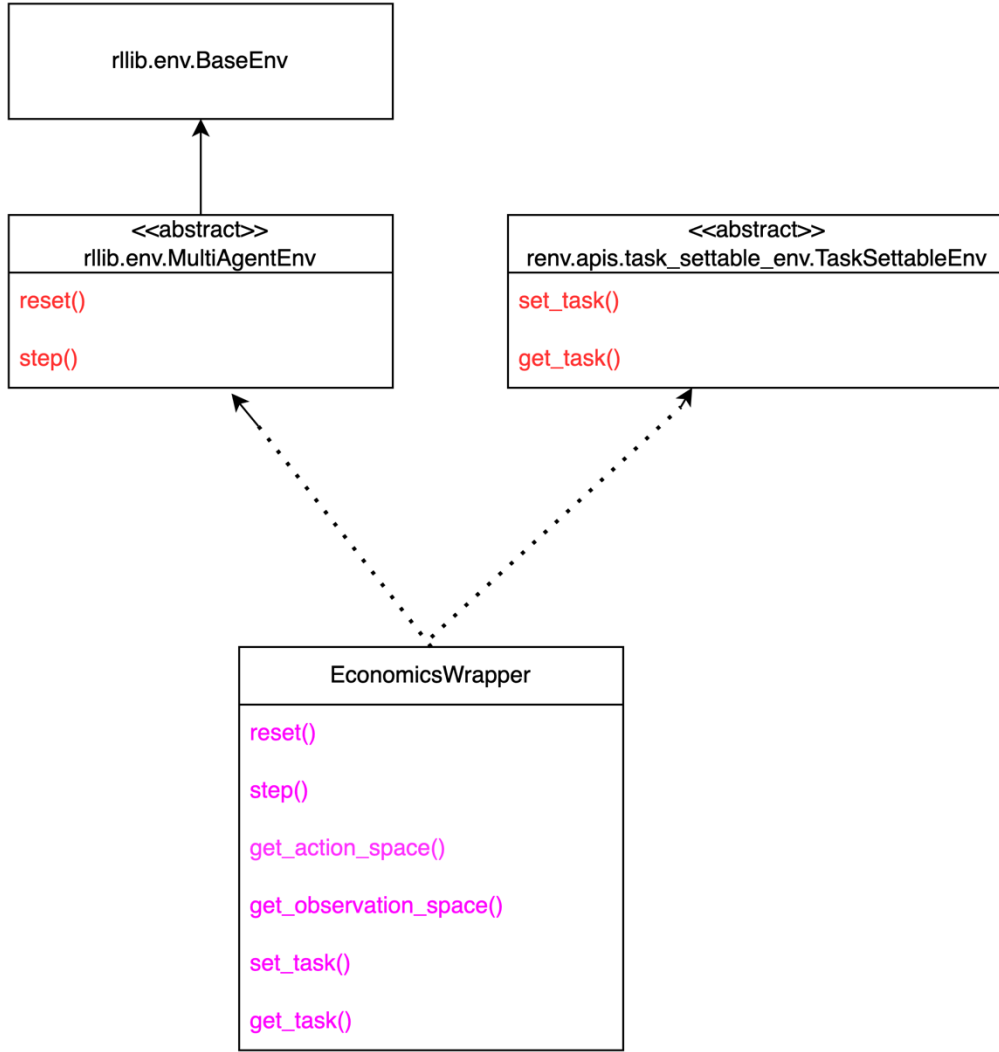 rllib.env.BaseEnv
<<abstract>>
rllib.env.MultiAgentEnv
reset()
step()
<<abstract>>
renv.apis.task_settable_env.TaskSettableEnv
set_task()
get_task()
EconomicsWrapper
reset()
step()
get_action_space()
get_observation_space()
set_task()
get_task()